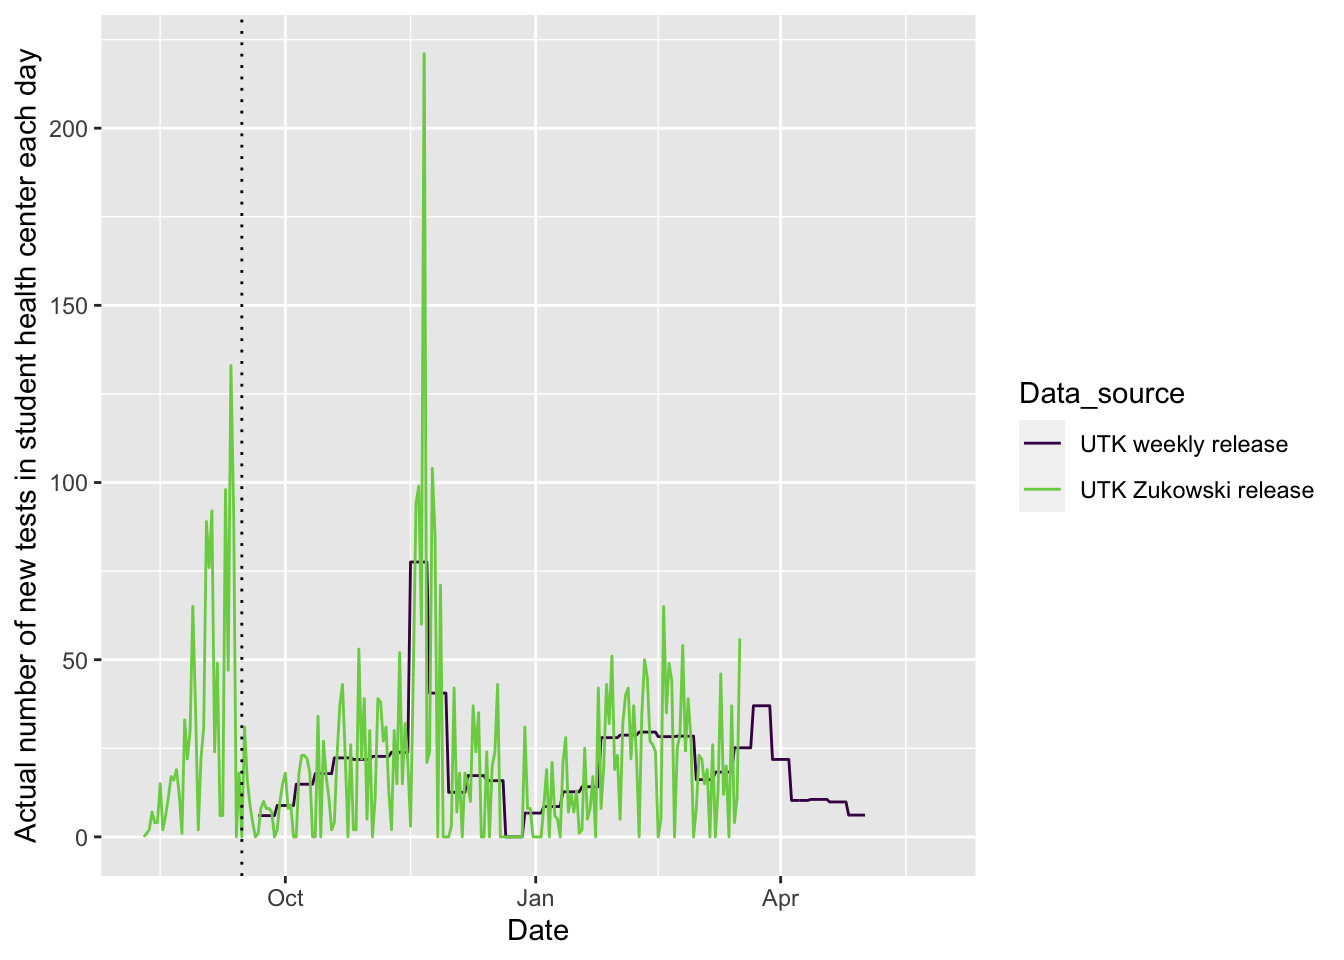 Actual number of new tests in student health center each day
200
150
100
50
0
Oct
Jan
Apr
Date
Data_source
UTK weekly release
UTK Zukowski release